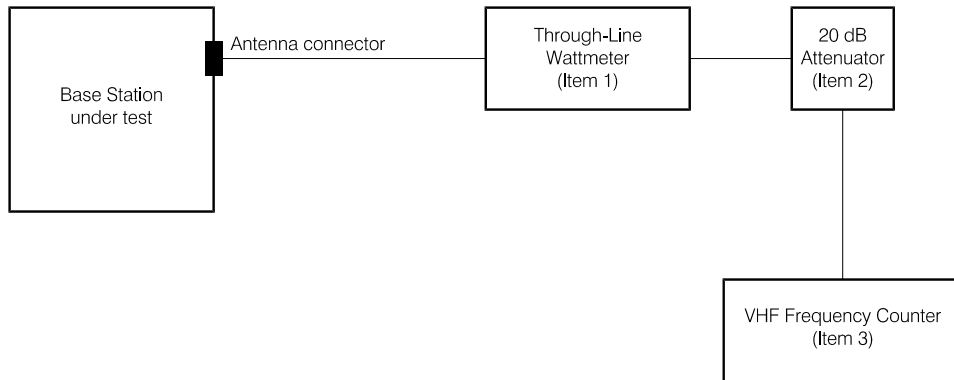 Antenna connector
Base Station
under test
Through-Line
Wattmeter
(Item 1)
20 dB
Attenuator
(Item 2)
VHF Frequency Counter
(Item 3)